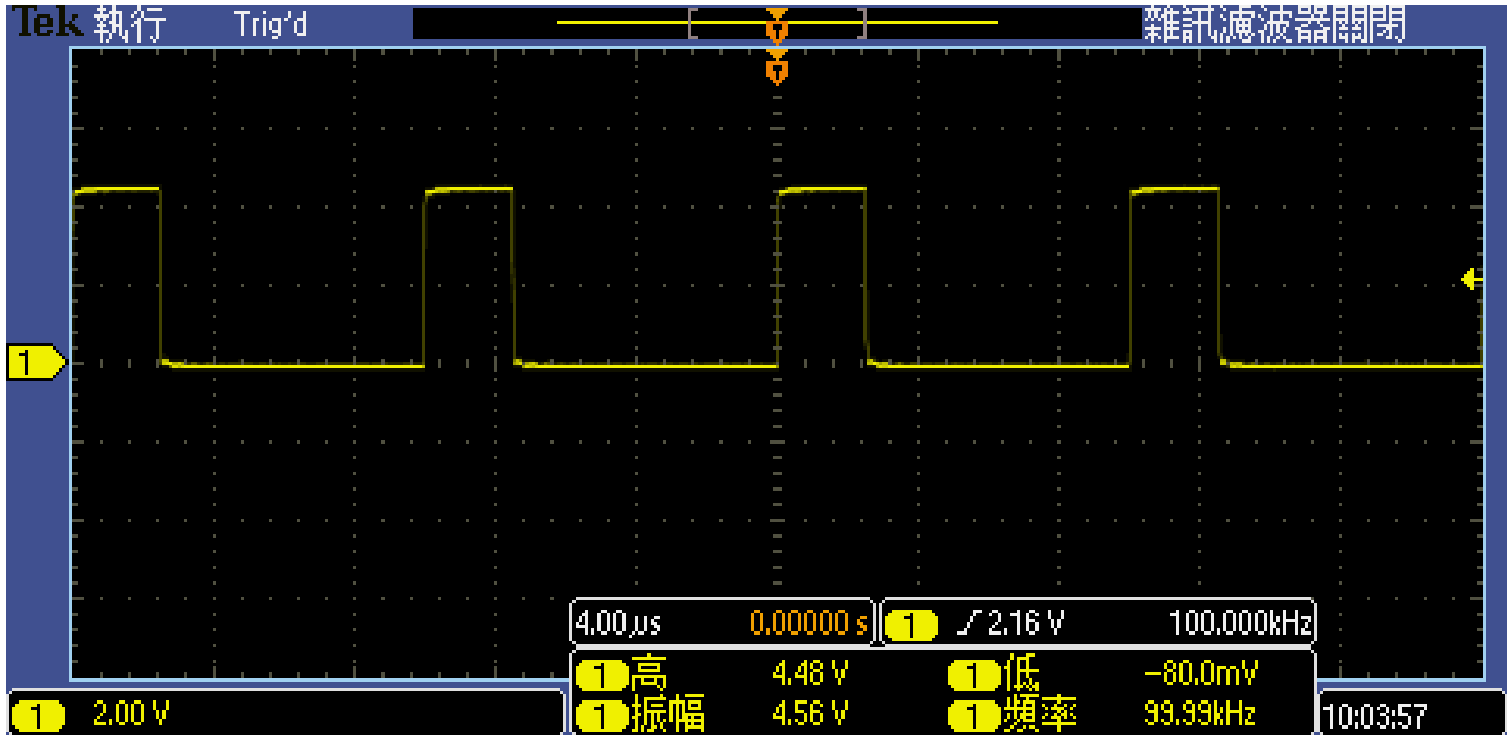 Tek 執行 Trig'd 雜訊濾波器關閉
T
T
1
4.00µs 0.00000 s 1 2.16 V 100.000kHz
1 高 4.48 V 1 低 -80.0mV
1 2.00 V 1 振幅 4.56 V 1 頻率 99.99kHz 10:03:57